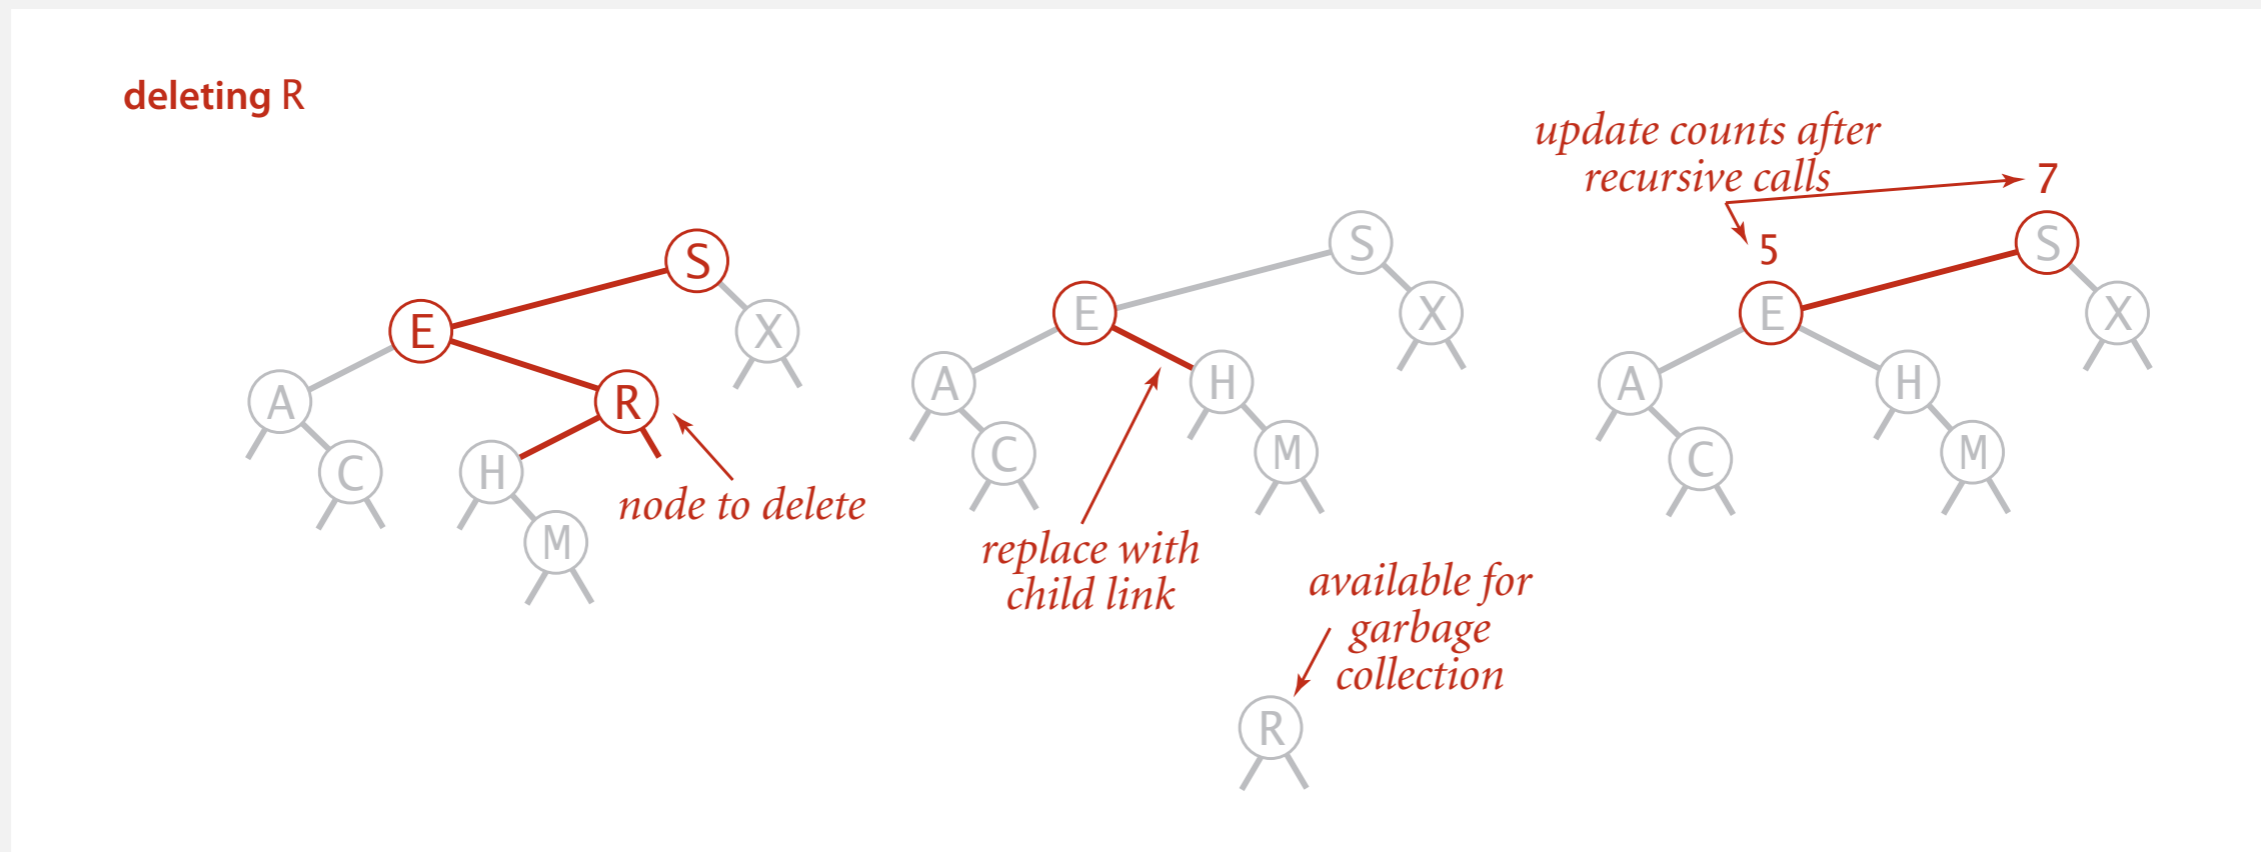 deleting R
S
E
X
A
R
C
H
M
node to delete
S
E
X
A
H
C
M
replace with
child link
available for
garbage
collection
R
update counts after
recursive calls
7
5
S
E
X
A
H
C
M